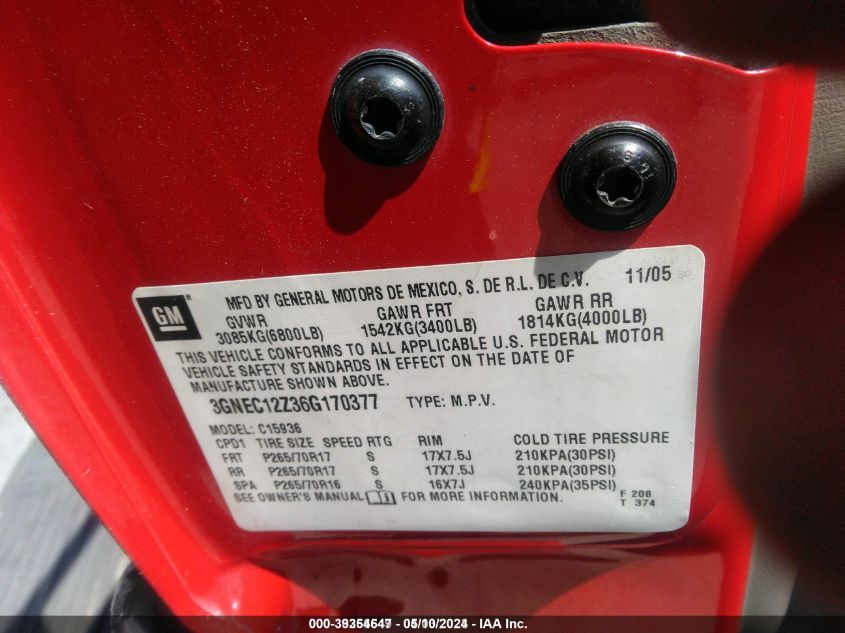 GM
MFD BY GENERAL MOTORS DE MEXICO, S. DE R.L. DE C.V. 11/05
GVWR GAWR FRT GAWR RR
3085KG(6800LB) 1542KG(3400LB) 1814KG(4000LB)
THIS VEHICLE CONFORMS TO ALL APPLICABLE U.S. FEDERAL MOTOR
VEHICLE SAFETY STANDARDS IN EFFECT ON THE DATE OF
MANUFACTURE SHOWN ABOVE.
3GNEC12Z36G170377 TYPE: M.P.V.
MODEL: C15936
CPD1 TIRE SIZE SPEED RTG RIM COLD TIRE PRESSURE
FRT P265/70R17 S 17X7.5J 210KPA(30PSI)
RR P265/70R17 S 17X7.5J 210KPA(30PSI)
SPA P265/70R16 S 16X7J 240KPA(35PSI)
SEE OWNER'S MANUAL FOR MORE INFORMATION.
F 208
T 374
000-39354647 - 05/10/2024 - IAA Inc.